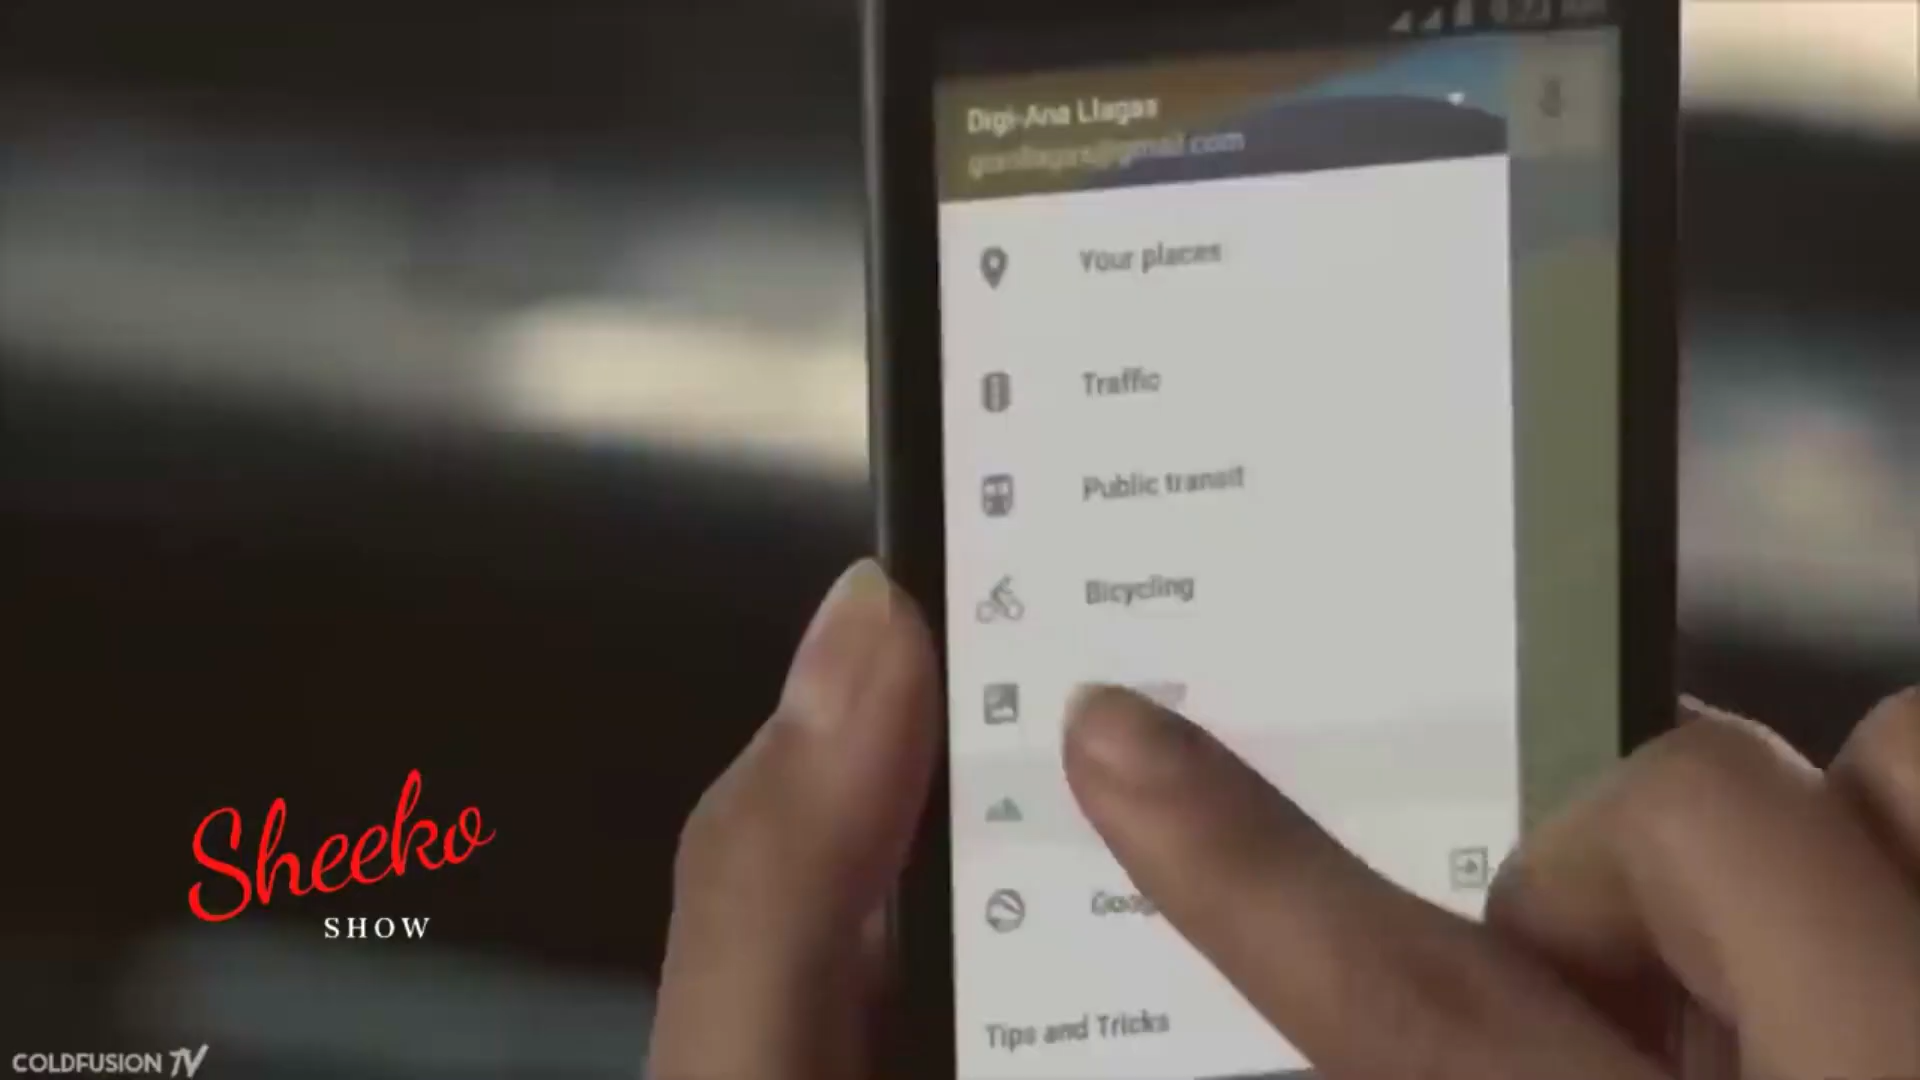 Digi-Ana Llagas
Your places
Traffic
Public transit
Bicycling
Tips and Tricks
Sheeko
SHOW
COLDFUSION TV